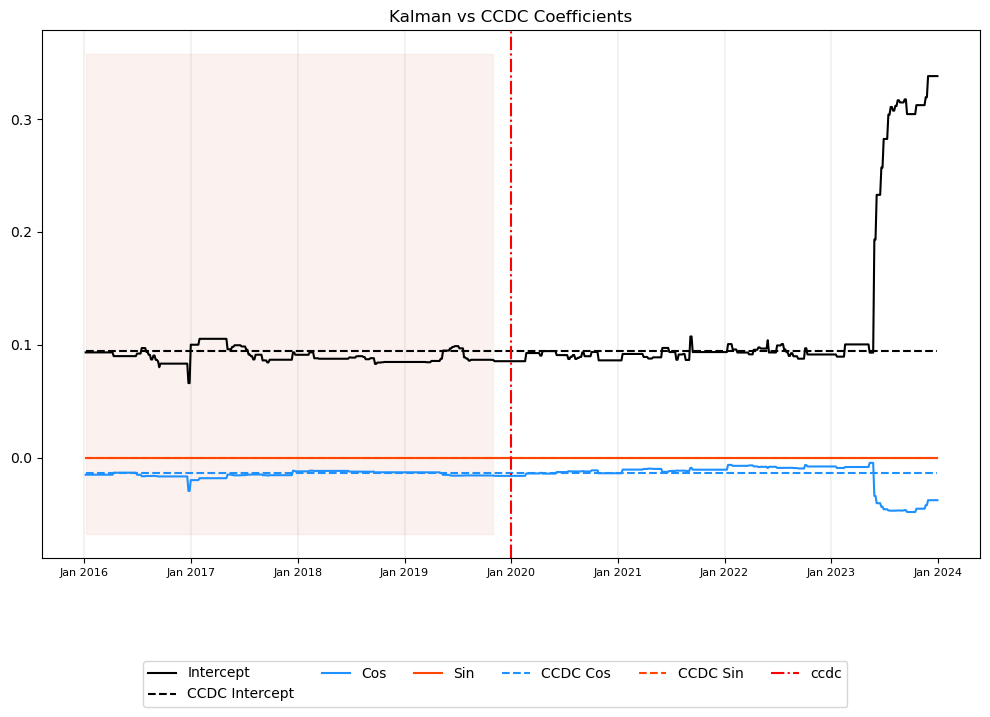 Kalman vs CCDC Coefficients
0.3
0.2
0.1
0.0
Jan 2016 Jan 2017 Jan 2018 Jan 2019 Jan 2020 Jan 2021 Jan 2022 Jan 2023 Jan 2024
Intercept Cos Sin CCDC Cos CCDC Sin ccdc
CCDC Intercept